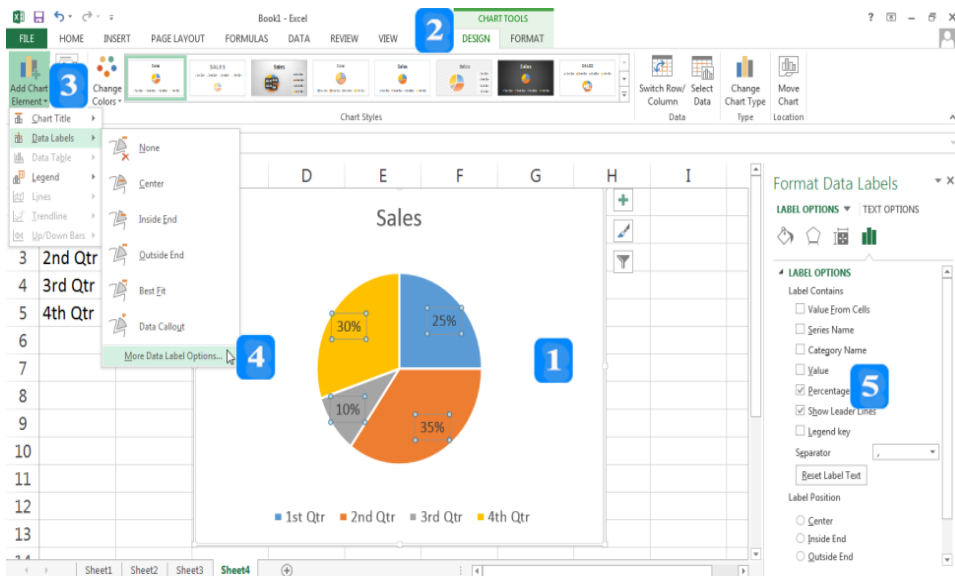 Book1 - Excel
CHART TOOLS
?
FILE HOME INSERT PAGE LAYOUT FORMULAS DATA REVIEW VIEW 2 DESIGN FORMAT
Add Chart Element
3
Change Colors
Switch Row/ Column
Select Data
Change Chart Type
Move Chart
Chart Styles
Data
Type
Location
Chart Title
Data Labels
Data Table
Legend
Lines
Trendline
Up/Down Bars
None
Center
Inside End
Outside End
Best Fit
Data Callout
More Data Label Options...
4
D E F G H I
3 2nd Qtr
4 3rd Qtr
5 4th Qtr
6
7
8
9
10
11
12
13
Sales
30%
25%
10%
35%
1
1st Qtr 2nd Qtr 3rd Qtr 4th Qtr
Format Data Labels
LABEL OPTIONS TEXT OPTIONS
LABEL OPTIONS
Label Contains
Value From Cells
Series Name
Category Name
Value
Percentage
5
Show Leader Lines
Legend key
Separator ,
Reset Label Text
Label Position
Center
Inside End
Outside End
Sheet1 Sheet2 Sheet3 Sheet4